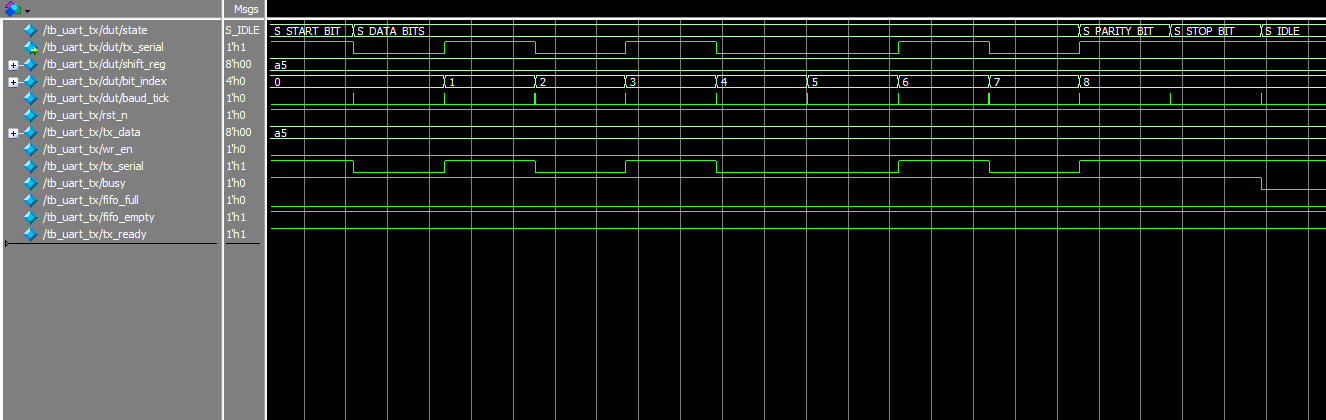 Msgs
/tb_uart_tx/dut/state S_IDLE S_START_BIT S_DATA_BITS S_PARITY_BIT S_STOP_BIT S_IDLE
/tb_uart_tx/dut/tx_serial 1'h1
/tb_uart_tx/dut/shift_reg 8'h00 a5
/tb_uart_tx/dut/bit_index 4'h0 0 1 2 3 4 5 6 7 8
/tb_uart_tx/dut/baud_tick 1'h0
/tb_uart_tx/rst_n 1'h0
/tb_uart_tx/tx_data 8'h00 a5
/tb_uart_tx/wr_en 1'h0
/tb_uart_tx/tx_serial 1'h1
/tb_uart_tx/busy 1'h0
/tb_uart_tx/fifo_full 1'h0
/tb_uart_tx/fifo_empty 1'h1
/tb_uart_tx/tx_ready 1'h1